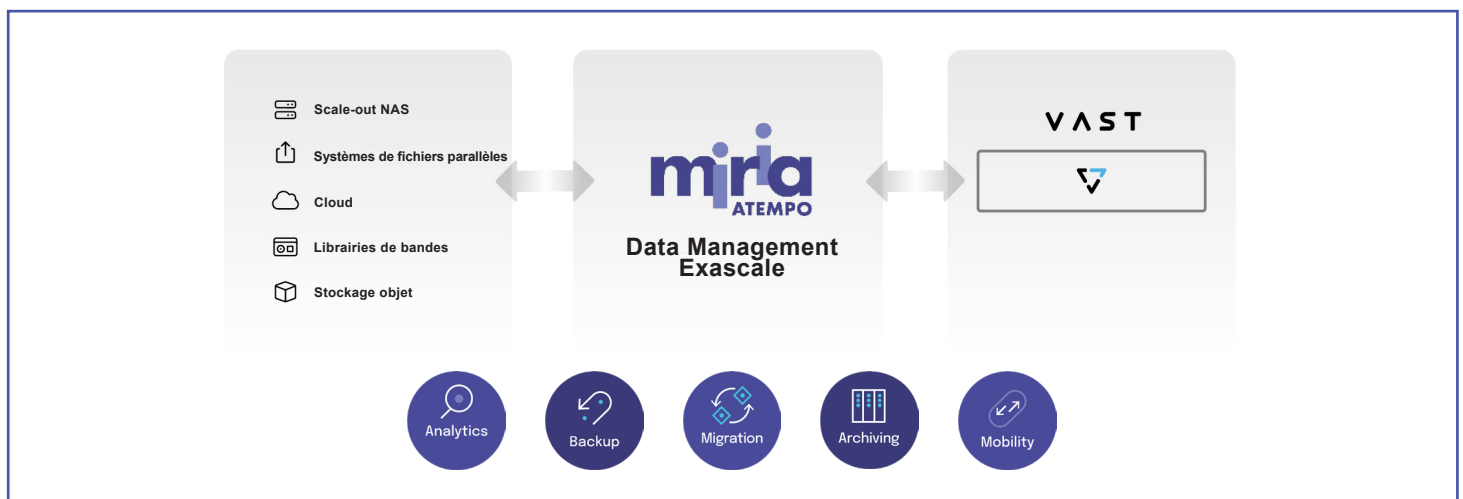 Scale-out NAS
Systèmes de fichiers parallèles
Cloud
Librairies de bandes
Stockage objet
miria
ATEMPO
Data Management
Exascale
VAST
Analytics
Backup
Migration
Archiving
Mobility